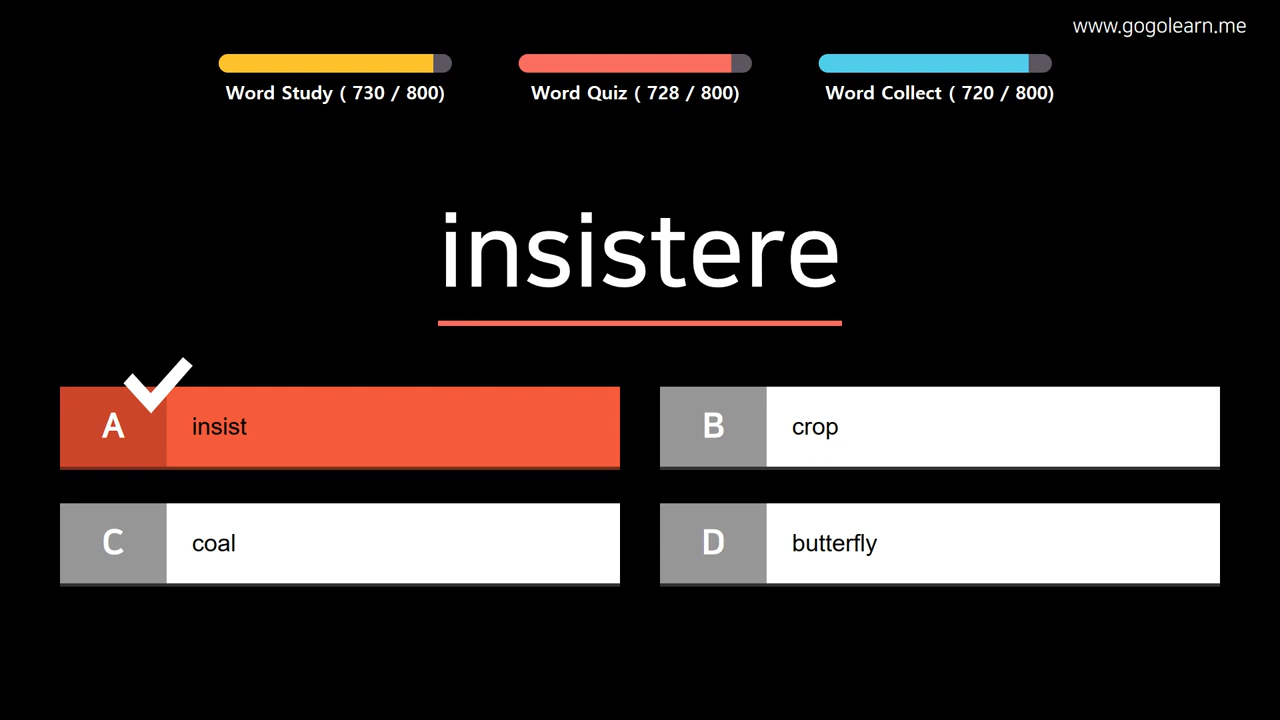 www.gogolearn.me
Word Study ( 730 / 800)
Word Quiz ( 728 / 800)
Word Collect ( 720 / 800)
insistere
A insist
B crop
C coal
D butterfly